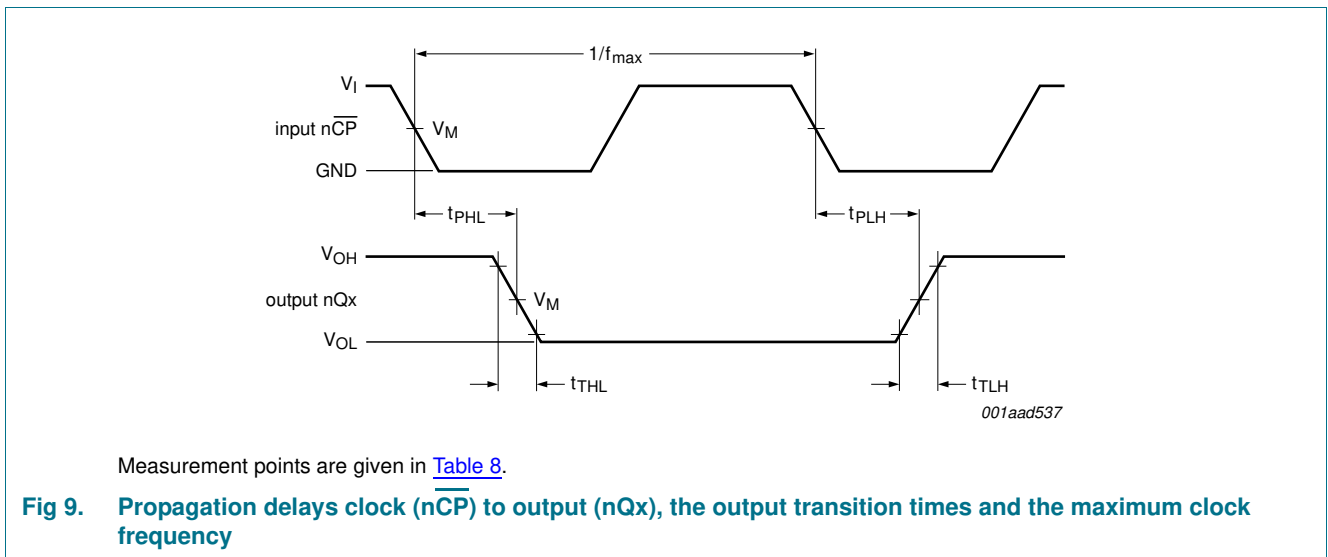 1/fmax
VI
input nC̅P̅
VM
GND
tPHL
tPLH
VOH
output nQx
VM
VOL
tTHL
tTLH
001aad537
Measurement points are given in Table 8.
Fig 9. Propagation delays clock (nC̅P̅) to output (nQx), the output transition times and the maximum clock
frequency